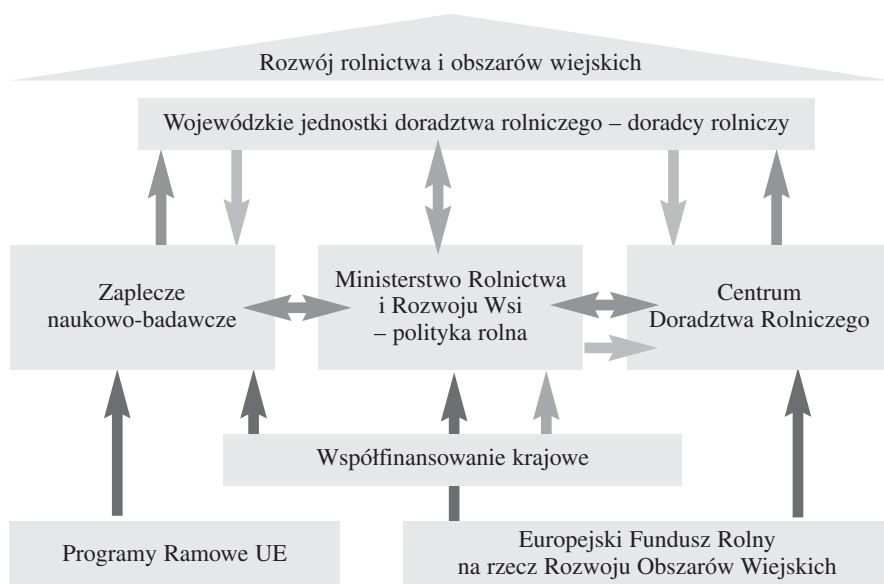 Rozwój rolnictwa i obszarów wiejskich
Wojewódzkie jednostki doradztwa rolniczego – doradcy rolniczy
Zaplecze
naukowo-badawcze
Ministerstwo Rolnictwa
i Rozwoju Wsi
– polityka rolna
Centrum
Doradztwa Rolniczego
Współfinansowanie krajowe
Programy Ramowe UE
Europejski Fundusz Rolny
na rzecz Rozwoju Obszarów Wiejskich